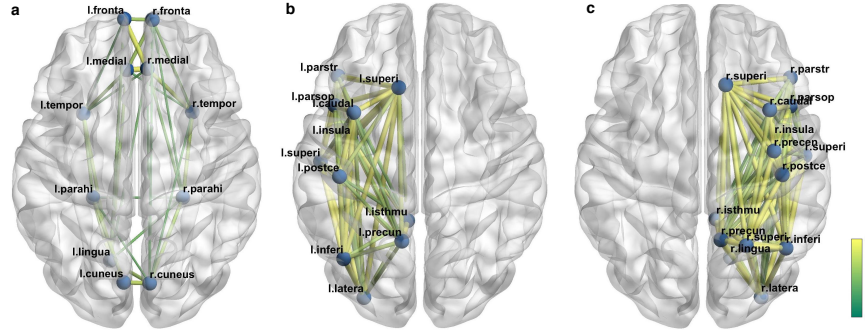 a
l.fronta r.fronta
l.medial r.medial
l.tempor r.tempor
l.parahi r.parahi
l.lingua
l.cuneus r.cuneus
b
l.parstr
l.superi
l.parsop
l.caudal
l.insula
l.superi
l.postce
l.isthmu
l.precun
l.inferi
l.latera
c
r.superi
r.parstr
r.parsop
r.caudal
r.insula
r.precen
r.superi
r.postce
r.isthmu
r.precun
r.superi
r.inferi
r.lingua
r.latera